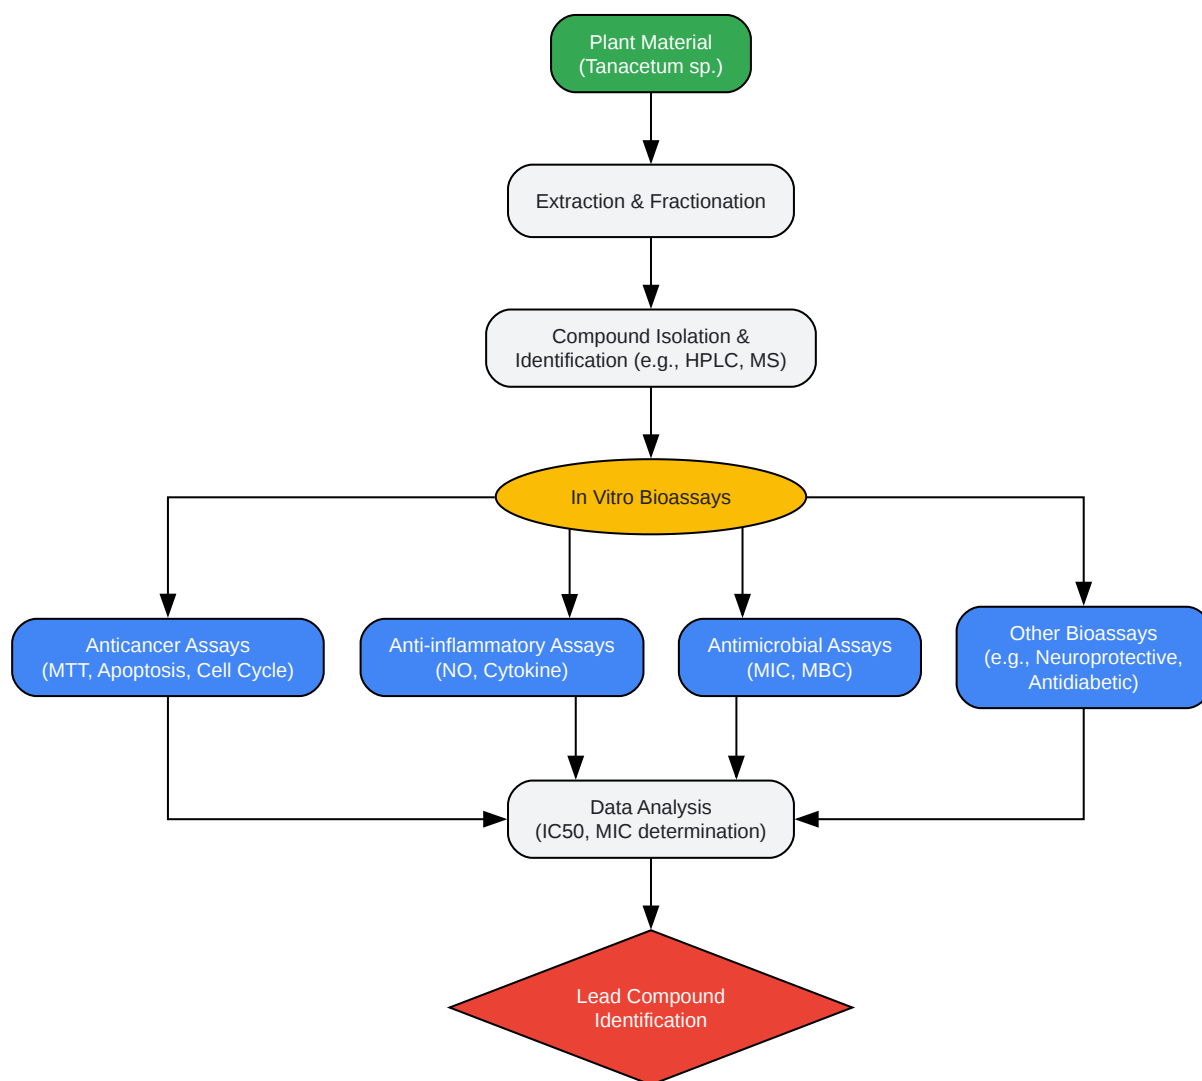 Plant Material
(Tanacetum sp.)
Extraction & Fractionation
Compound Isolation &
Identification (e.g., HPLC, MS)
In Vitro Bioassays
Anticancer Assays
(MTT, Apoptosis, Cell Cycle)
Anti-inflammatory Assays
(NO, Cytokine)
Antimicrobial Assays
(MIC, MBC)
Other Bioassays
(e.g., Neuroprotective,
Antidiabetic)
Data Analysis
(IC50, MIC determination)
Lead Compound
Identification